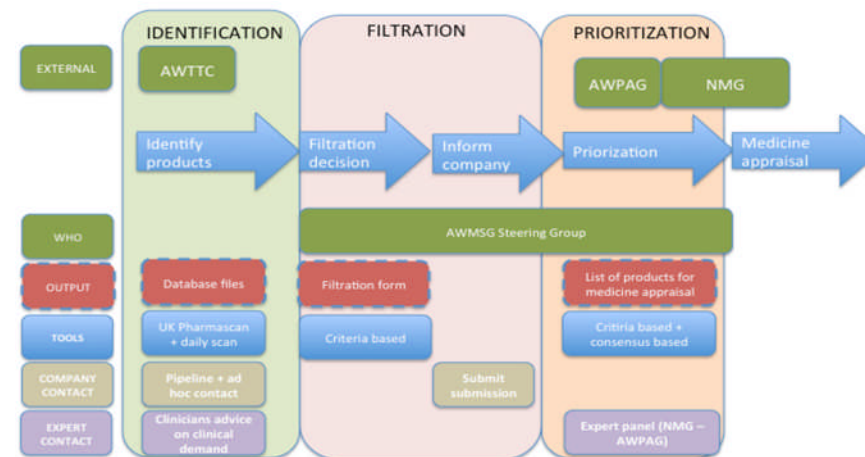 IDENTIFICATION
FILTRATION
PRIORITIZATION
EXTERNAL
AWTTC
AWPAG
NMG
Identify
products
Filtration
decision
Inform
company
Priorization
Medicine
appraisal
WHO
AWMSG Steering Group
OUTPUT
Database files
Filtration form
List of products for
medicine appraisal
TOOLS
UK Pharmascan
+ daily scan
Criteria based
Critiria based +
consensus based
COMPANY
CONTACT
Pipeline + ad
hoc contact
Submit
submission
EXPERT
CONTACT
Clinicians advice
on clinical
demand
Expert panel (NMG –
AWPAG)